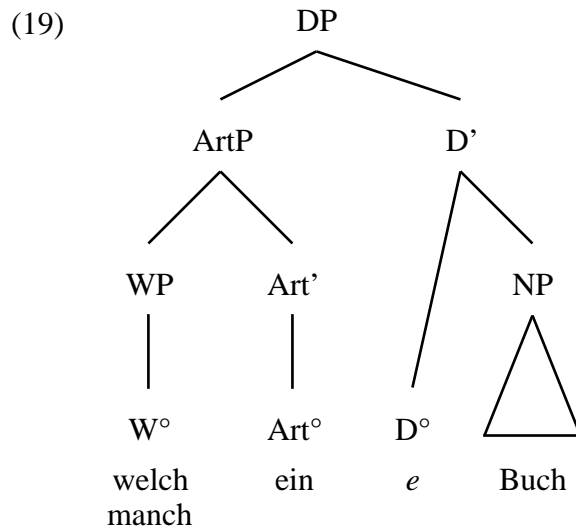 (19) DP
ArtP D’
WP Art’ NP
W° Art° D°
welch ein e Buch
manch